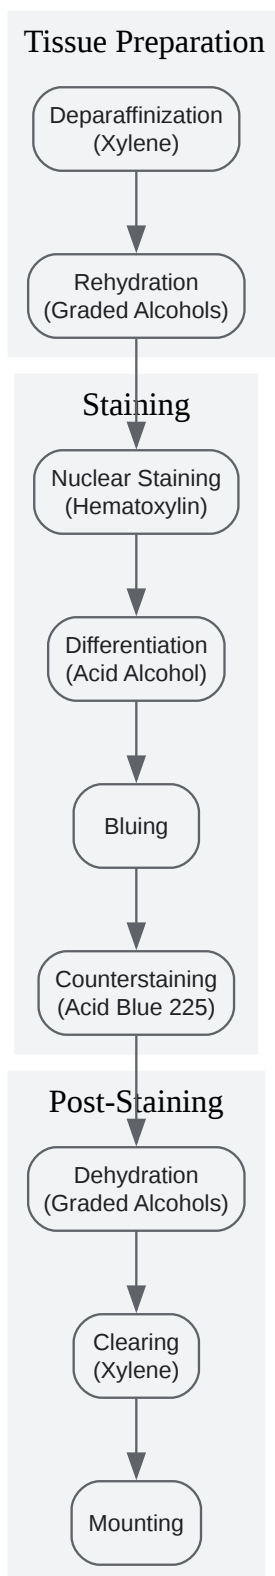 Tissue Preparation
Deparaffinization
(Xylene)
Rehydration
(Graded Alcohols)
Staining
Nuclear Staining
(Hematoxylin)
Differentiation
(Acid Alcohol)
Bluing
Counterstaining
(Acid Blue 225)
Post-Staining
Dehydration
(Graded Alcohols)
Clearing
(Xylene)
Mounting